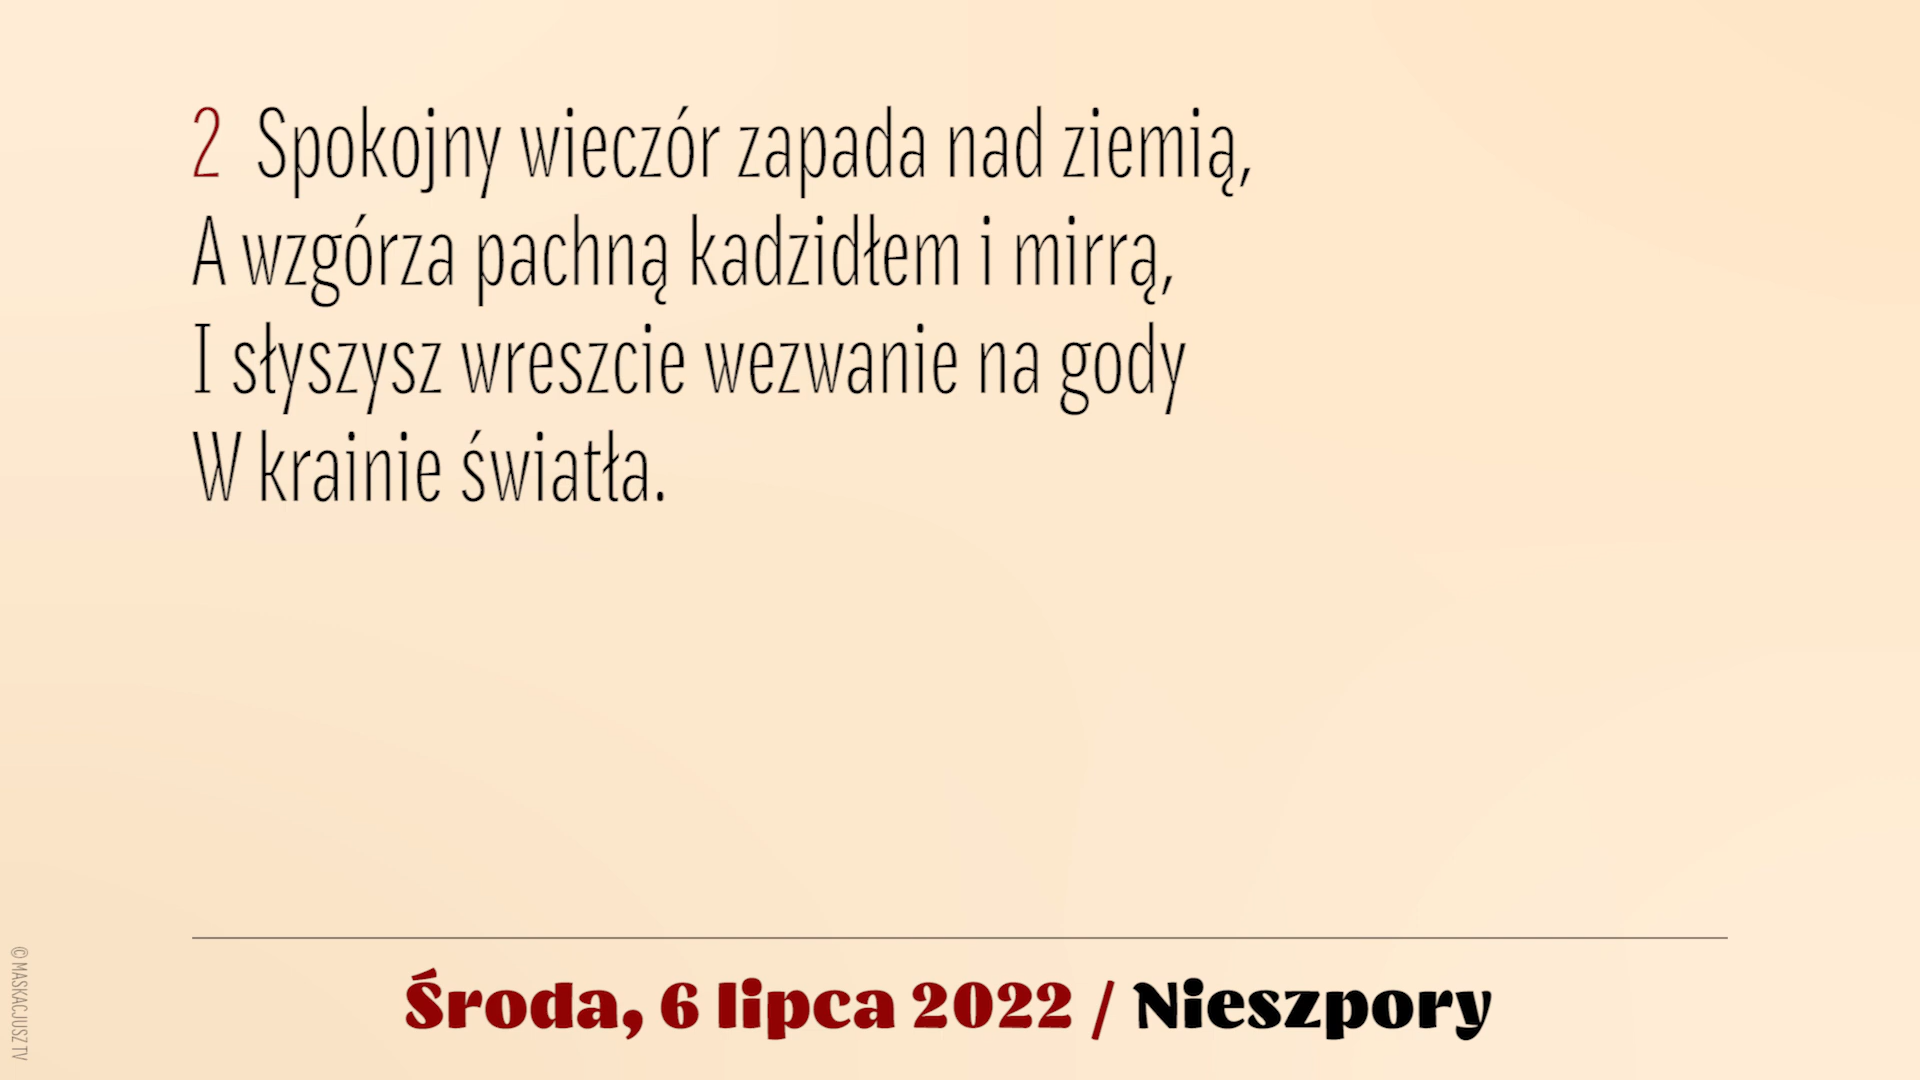 2 Spokojny wieczór zapada nad ziemią,
A wzgórza pachną kadzidłem i mirrą,
I słyszysz wreszcie wezwanie na gody
W krainie światła.
Środa, 6 lipca 2022 / Nieszpory
© MASKACJUSZ TV